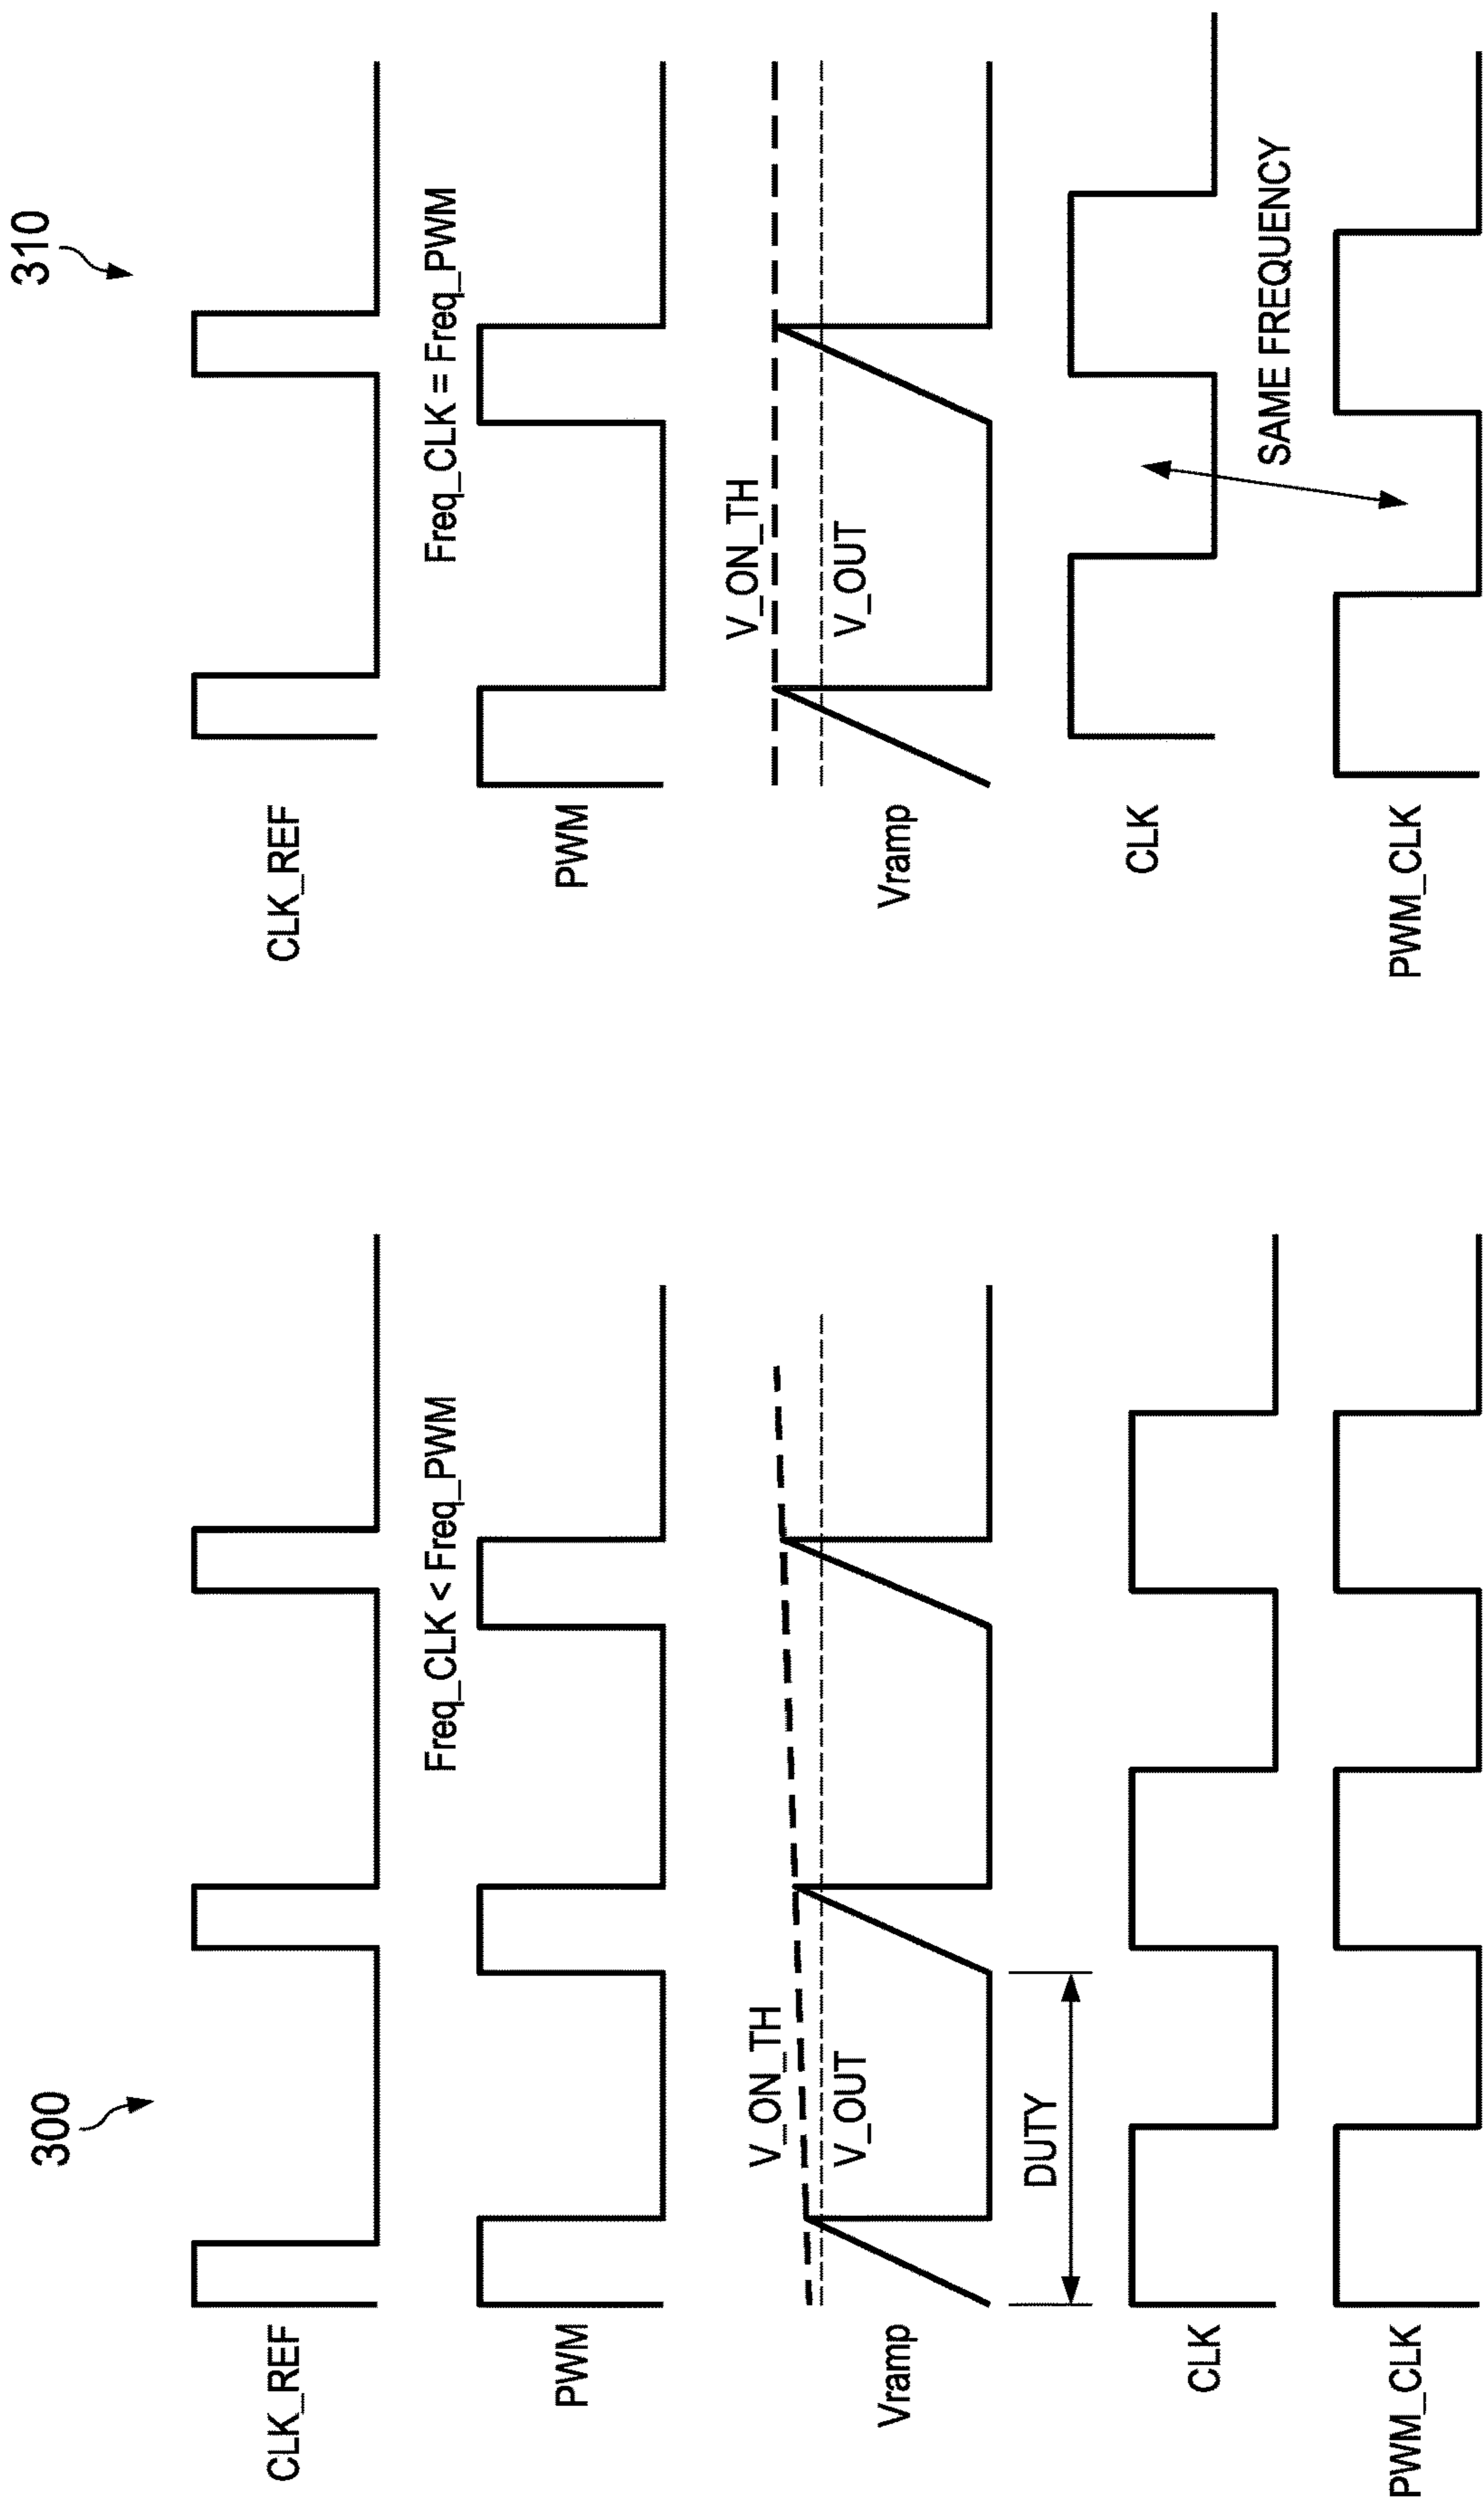 300
CLK_REF
Freq_CLK < Freq_PWM
PWM
V_ON_TH
V_OUT
Vramp
DUTY
CLK
PWM_CLK
310
CLK_REF
Freq_CLK = Freq_PWM
PWM
V_ON_TH
V_OUT
Vramp
CLK
SAME FREQUENCY
PWM_CLK